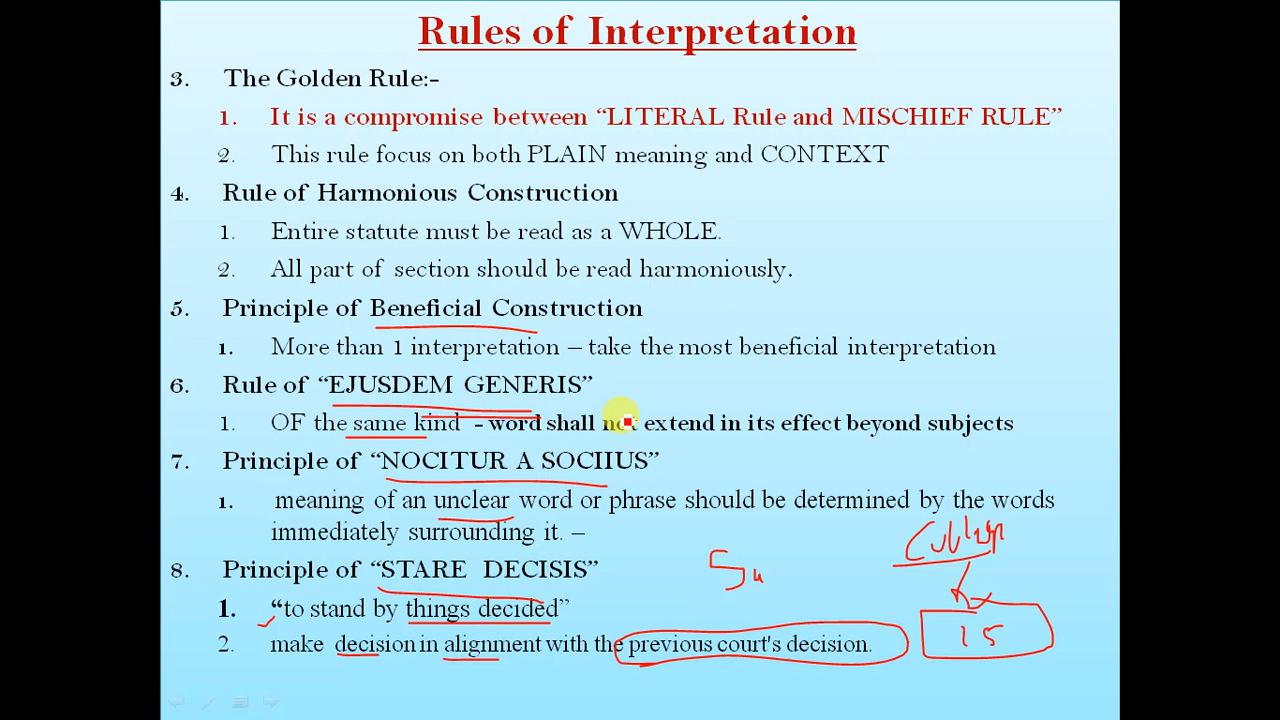 Rules of Interpretation
3. The Golden Rule:-
1. It is a compromise between “LITERAL Rule and MISCHIEF RULE”
2. This rule focus on both PLAIN meaning and CONTEXT
4. Rule of Harmonious Construction
1. Entire statute must be read as a WHOLE.
2. All part of section should be read harmoniously.
5. Principle of Beneficial Construction
1. More than 1 interpretation – take the most beneficial interpretation
6. Rule of “EJUSDEM GENERIS”
1. OF the same kind - word shall not extend in its effect beyond subjects
7. Principle of “NOCITUR A SOCIIUS”
1. meaning of an unclear word or phrase should be determined by the words
immediately surrounding it. –
8. Principle of “STARE DECISIS”
1. “to stand by things decided”
2. make decision in alignment with the previous court's decision.
15